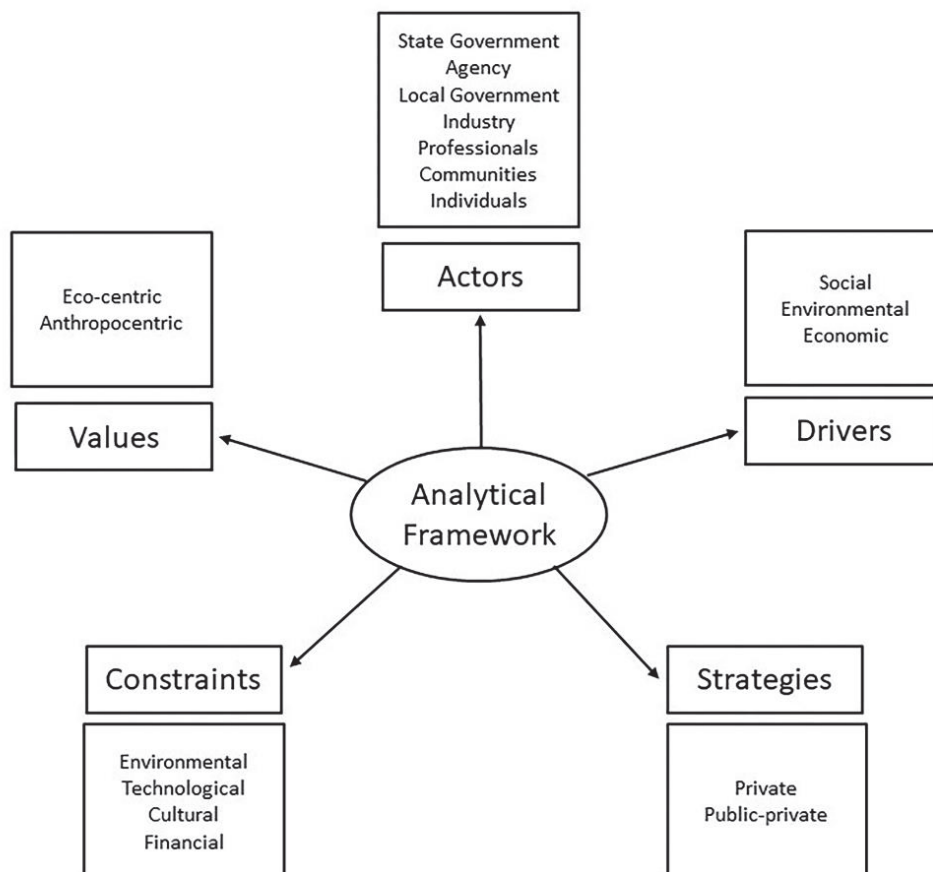 State Government
Agency
Local Government
Industry
Professionals
Communities
Individuals
Actors
Eco-centric
Anthropocentric
Values
Social
Environmental
Economic
Drivers
Analytical
Framework
Constraints
Environmental
Technological
Cultural
Financial
Strategies
Private
Public-private